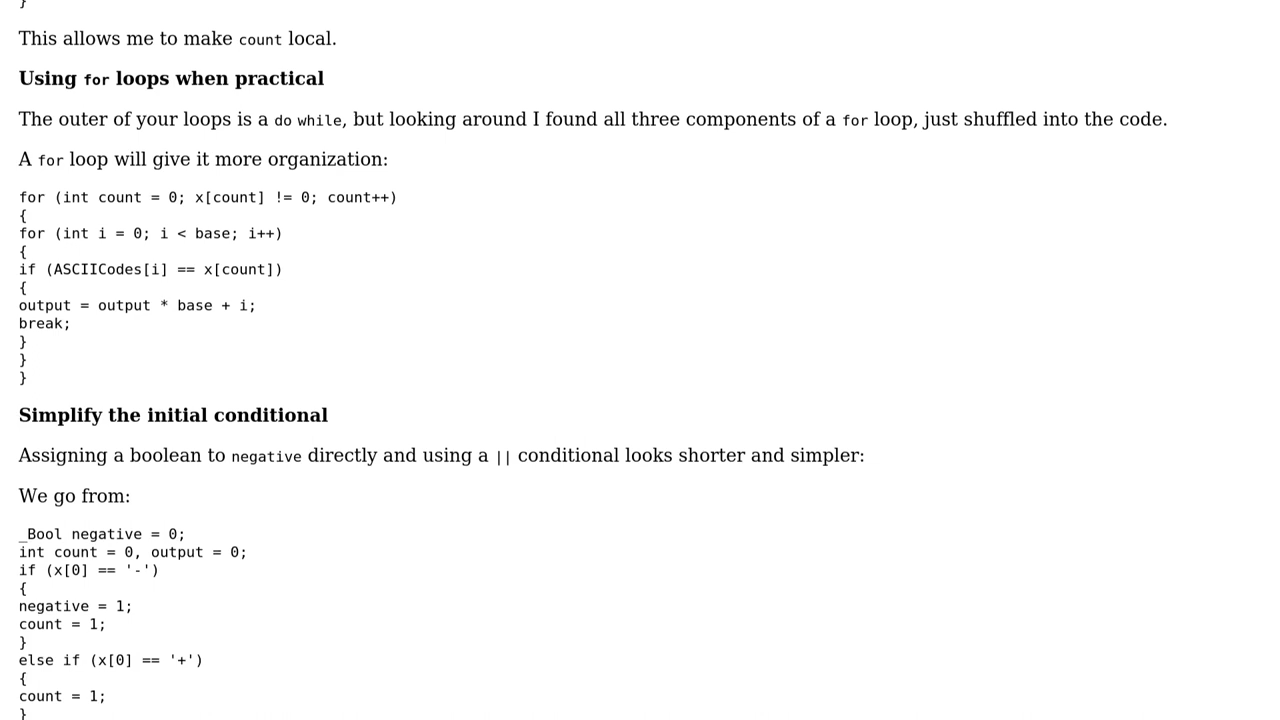 }
This allows me to make count local.
Using for loops when practical
The outer of your loops is a do while, but looking around I found all three components of a for loop, just shuffled into the code.
A for loop will give it more organization:
for (int count = 0; x[count] != 0; count++)
{
for (int i = 0; i < base; i++)
{
if (ASCIICodes[i] == x[count])
{
output = output * base + i;
break;
}
}
}
Simplify the initial conditional
Assigning a boolean to negative directly and using a || conditional looks shorter and simpler:
We go from:
_Bool negative = 0;
int count = 0, output = 0;
if (x[0] == '-')
{
negative = 1;
count = 1;
}
else if (x[0] == '+')
{
count = 1;
}